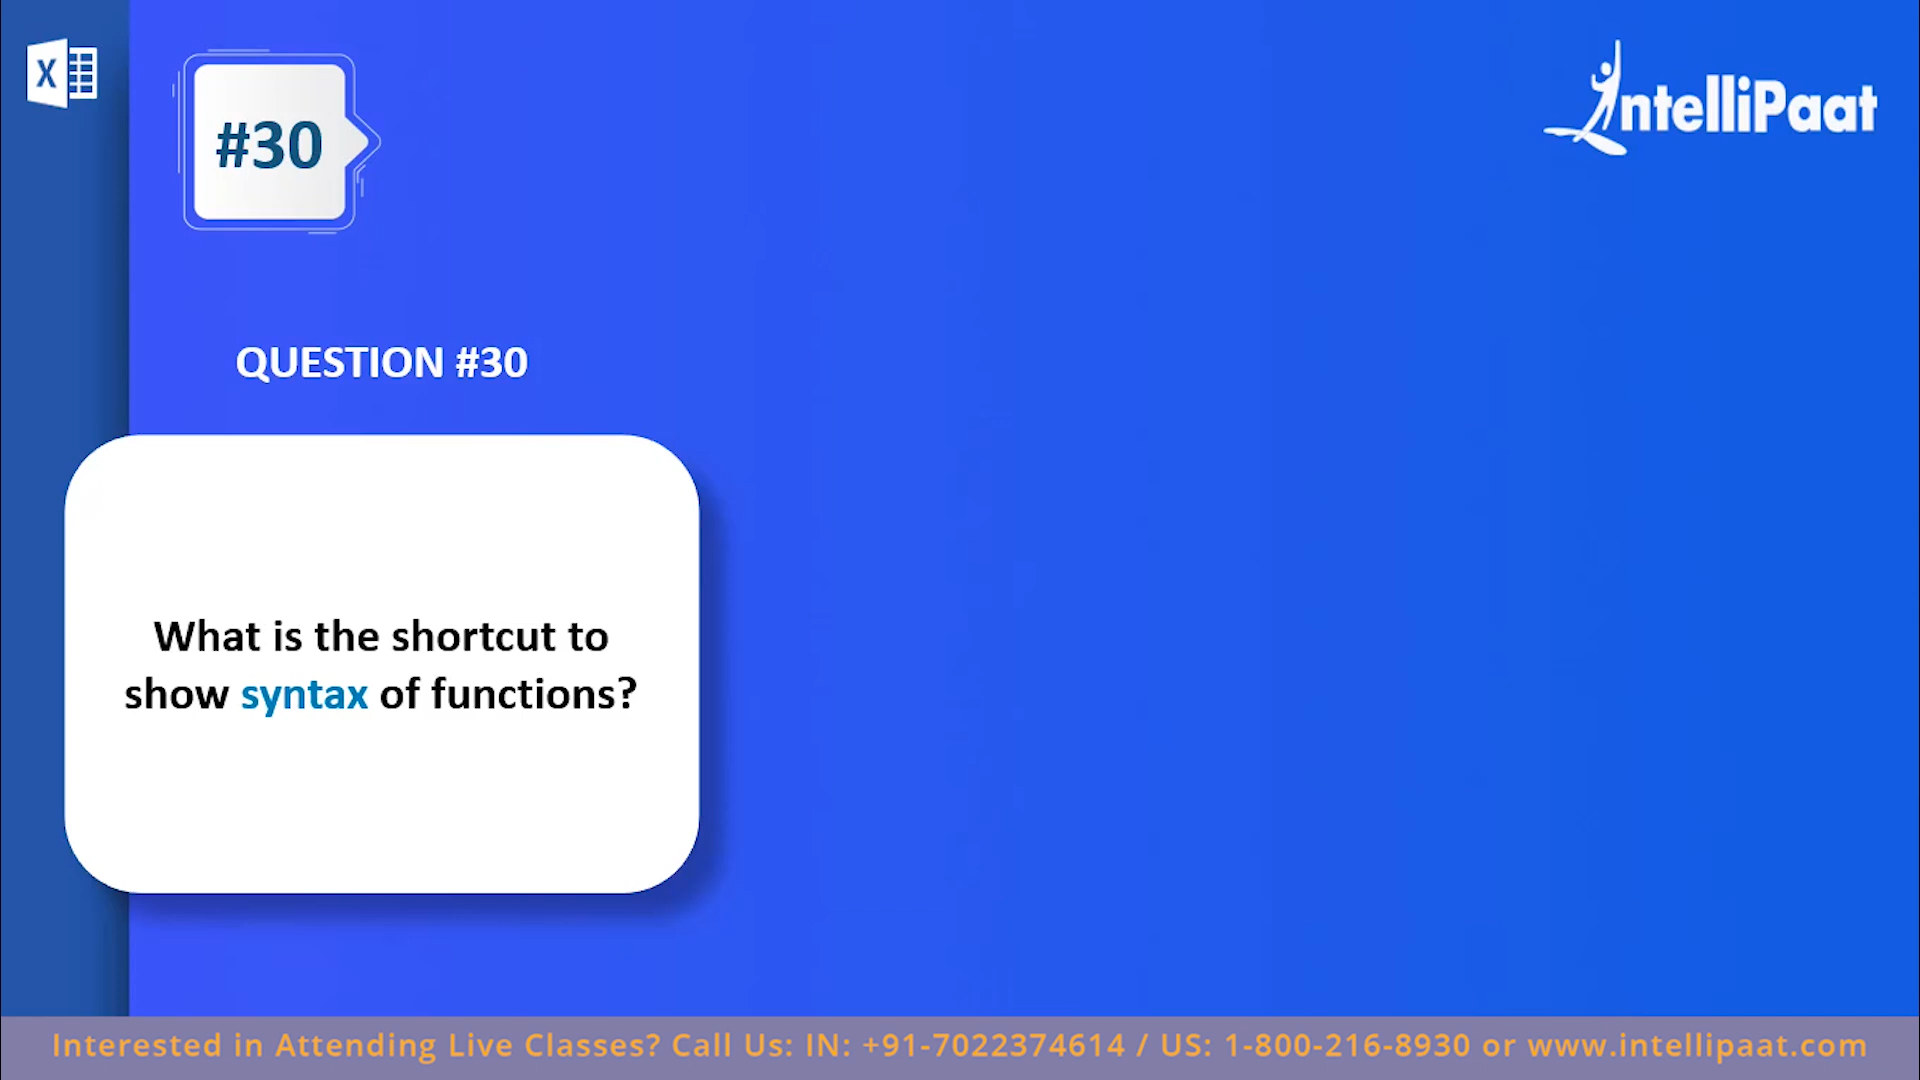 X
#30
IntelliPaat
QUESTION #30
What is the shortcut to
show syntax of functions?
Interested in Attending Live Classes? Call Us: IN: +91-7022374614 / US: 1-800-216-8930 or www.intellipaat.com